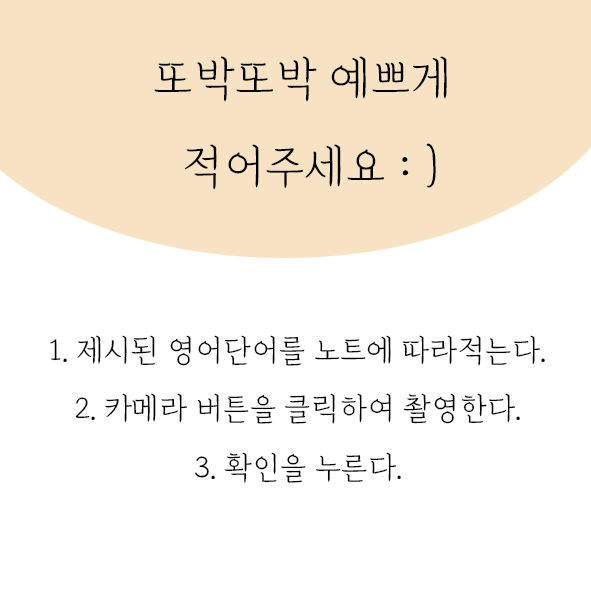 또박또박 예쁘게
적어주세요 : )
1. 제시된 영어단어를 노트에 따라적는다.
2. 카메라 버튼을 클릭하여 촬영한다.
3. 확인을 누른다.